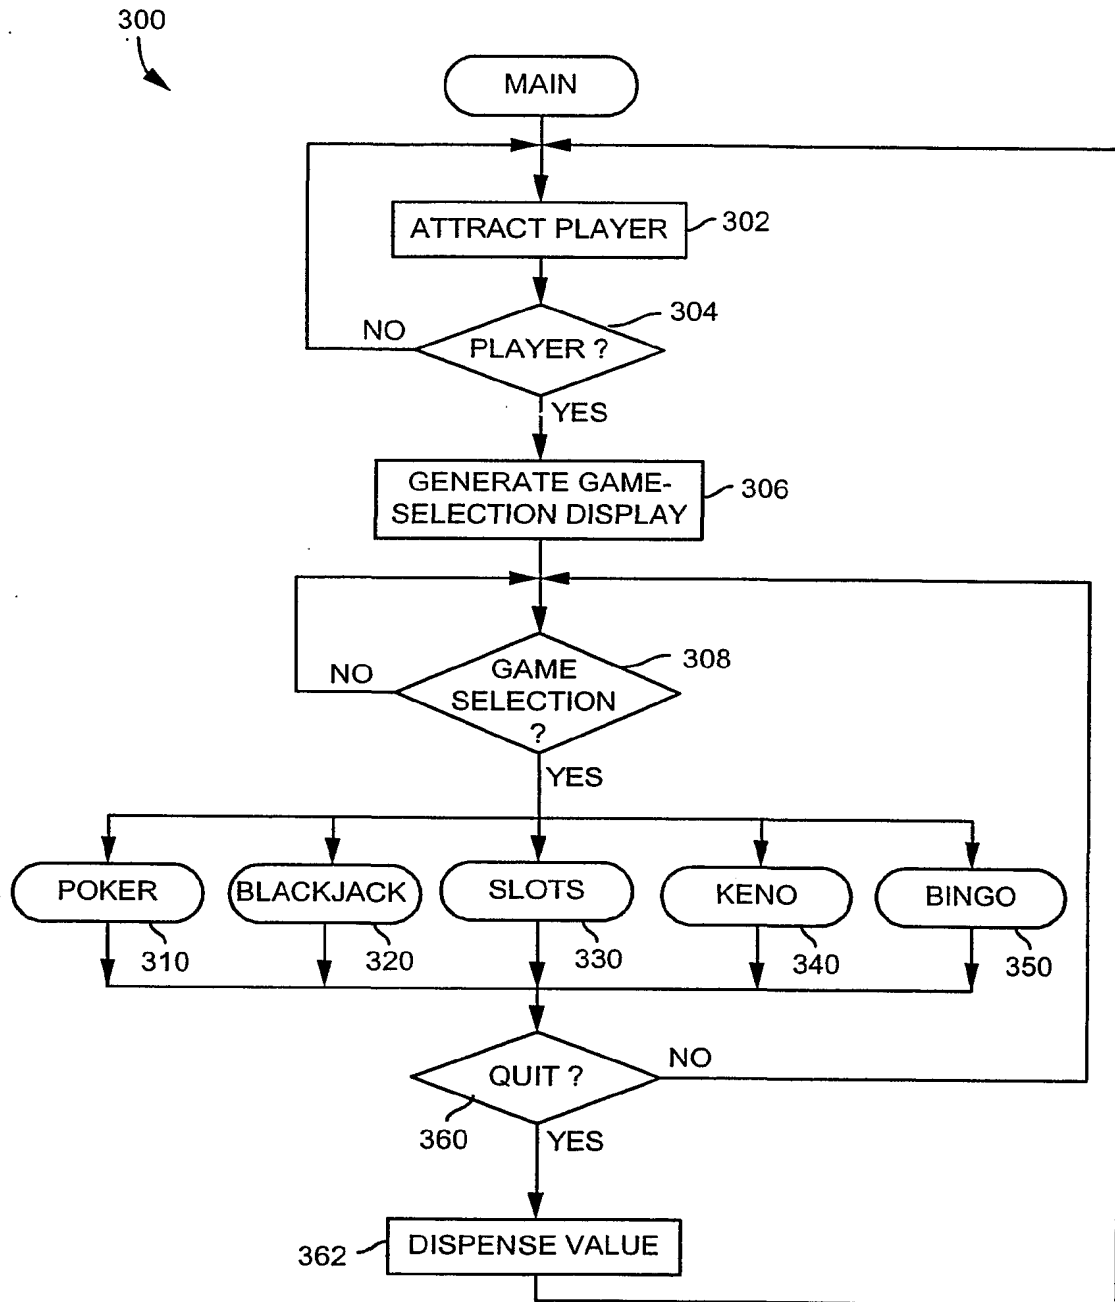 300
MAIN
ATTRACT PLAYER
302
304
NO
PLAYER ?
YES
GENERATE GAME-
SELECTION DISPLAY
306
308
NO
GAME
SELECTION
?
YES
POKER
BLACKJACK
SLOTS
KENO
BINGO
310
320
330
340
350
QUIT ?
NO
360
YES
362
DISPENSE VALUE